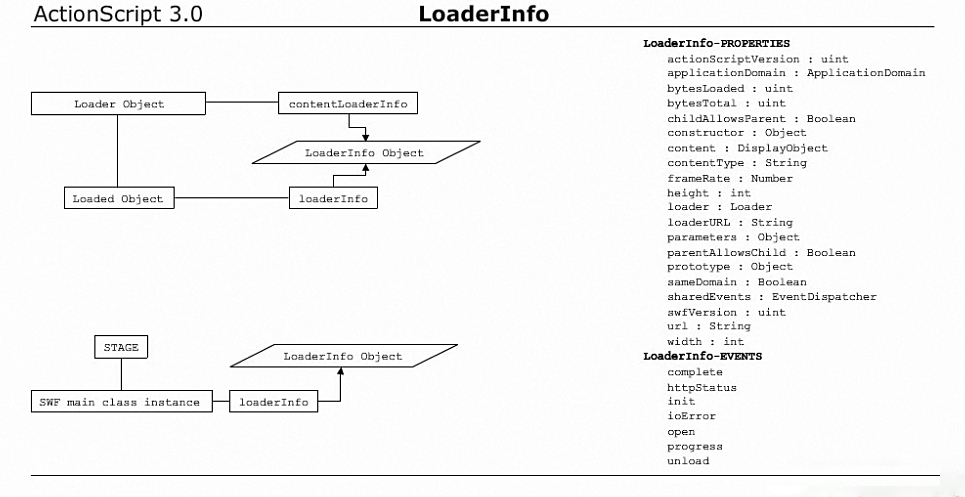 ActionScript 3.0
LoaderInfo
Loader Object
contentLoaderInfo
LoaderInfo Object
Loaded Object
loaderInfo
STAGE
LoaderInfo Object
SWF main class instance
loaderInfo
LoaderInfo-PROPERTIES
actionScriptVersion : uint
applicationDomain : ApplicationDomain
bytesLoaded : uint
bytesTotal : uint
childAllowsParent : Boolean
constructor : Object
content : DisplayObject
contentType : String
frameRate : Number
height : int
loader : Loader
loaderURL : String
parameters : Object
parentAllowsChild : Boolean
prototype : Object
sameDomain : Boolean
sharedEvents : EventDispatcher
swfVersion : uint
url : String
width : int
LoaderInfo-EVENTS
complete
httpStatus
init
ioError
open
progress
unload